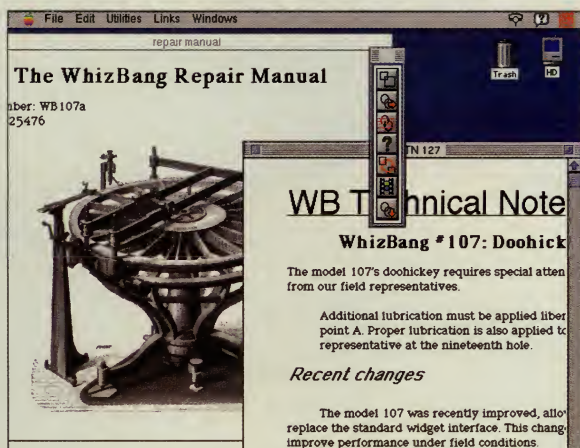 File Edit Utilities Links Windows
repair manual
Trash
HD
The WhizBang Repair Manual
nber: WB107a
25476
TN 127
WB T hnical Note
WhizBang #107: Doohick
The model 107's doohickey requires special atten
from our field representatives.
Additional lubrication must be applied liber
point A. Proper lubrication is also applied to
representative at the nineteenth hole.
Recent changes
The model 107 was recently improved, allo
replace the standard widget interface. This chang
improve performance under field conditions.